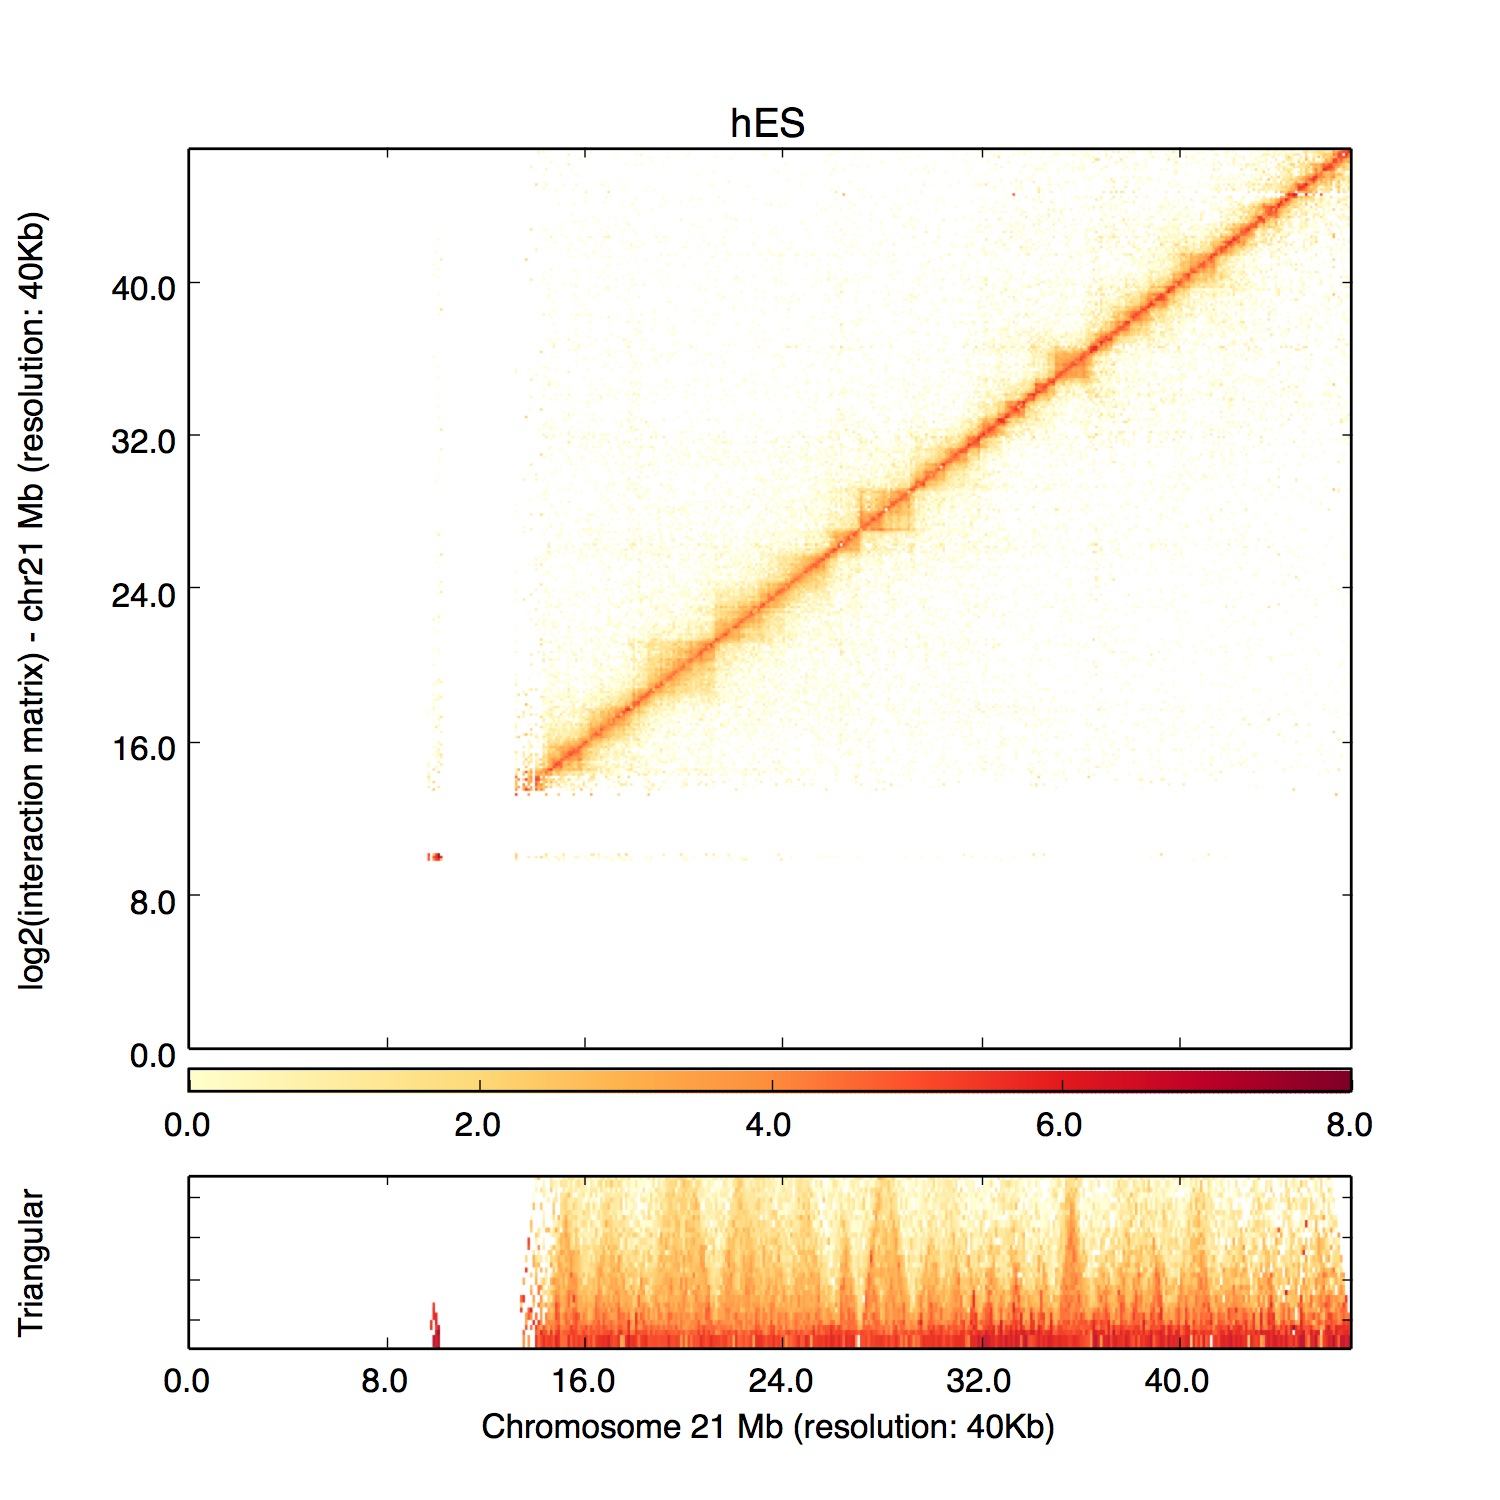 hES
log2(interaction matrix) - chr21 Mb (resolution: 40Kb)
40.0
32.0
24.0
16.0
8.0
0.0
0.0 2.0 4.0 6.0 8.0
Triangular
0.0 8.0 16.0 24.0 32.0 40.0
Chromosome 21 Mb (resolution: 40Kb)